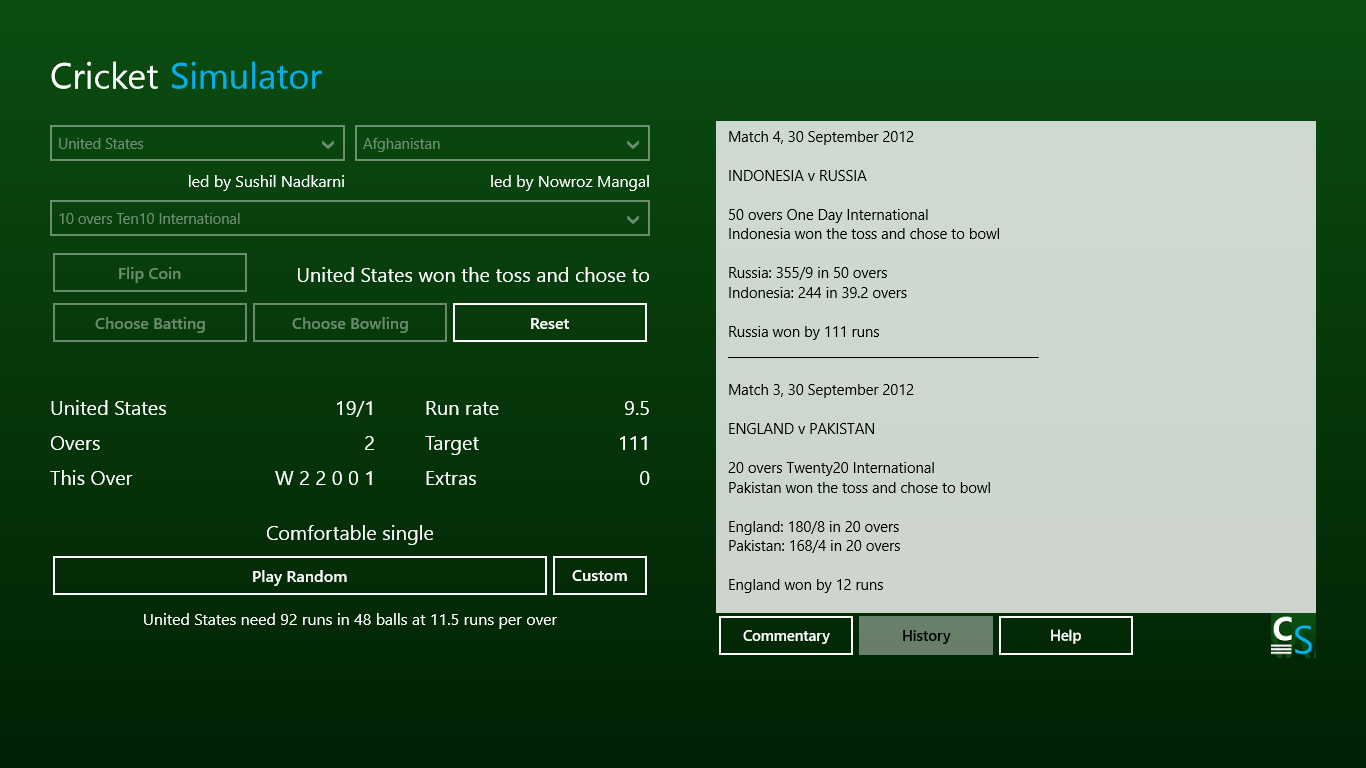 Cricket Simulator
United States
Afghanistan
led by Sushil Nadkarni
led by Nowroz Mangal
10 overs Ten10 International
Flip Coin
United States won the toss and chose to
Choose Batting
Choose Bowling
Reset
United States 19/1 Run rate 9.5
Overs 2 Target 111
This Over W 2 2 0 0 1 Extras 0
Comfortable single
Play Random
Custom
United States need 92 runs in 48 balls at 11.5 runs per over
Match 4, 30 September 2012
INDONESIA v RUSSIA
50 overs One Day International
Indonesia won the toss and chose to bowl
Russia: 355/9 in 50 overs
Indonesia: 244 in 39.2 overs
Russia won by 111 runs
Match 3, 30 September 2012
ENGLAND v PAKISTAN
20 overs Twenty20 International
Pakistan won the toss and chose to bowl
England: 180/8 in 20 overs
Pakistan: 168/4 in 20 overs
England won by 12 runs
Commentary
History
Help
CS